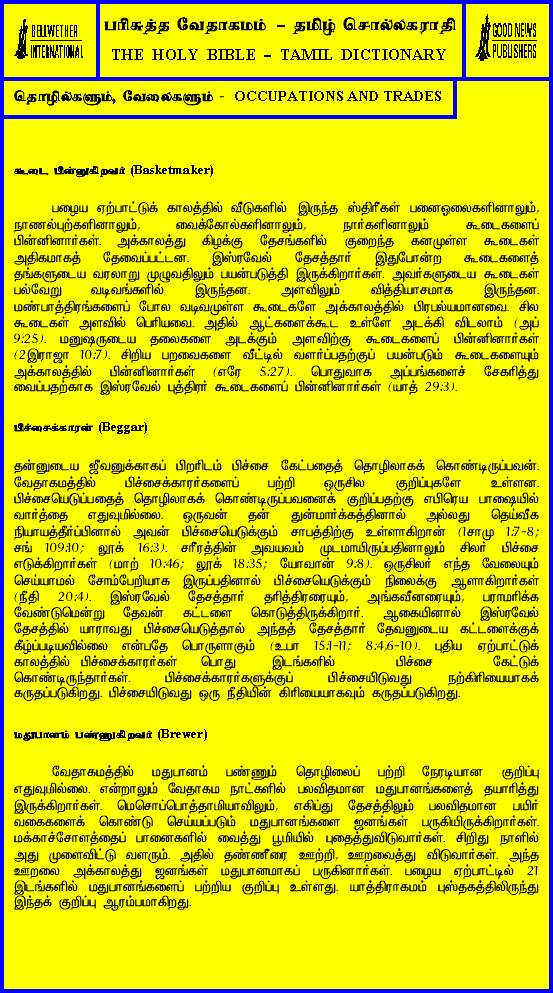 BELLWETHER
INTERNATIONAL
பரிசுத்த வேதாகமம் – தமிழ் சொல்லகராதி
THE HOLY BIBLE – TAMIL DICTIONARY
GOOD NEWS
PUBLISHERS
தொழில்களும், வேலைகளும் - OCCUPATIONS AND TRADES
கூடை பின்னுகிறவர் (Basketmaker)
பழைய ஏற்பாட்டுக் காலத்தில் வீடுகளில் இருந்த ஸ்திரீகள் பனைஓலைகளினாலும்,
நாணல்புற்களினாலும், வைக்கோல்களினாலும், நார்களினாலும் கூடைகளைப்
பின்னினார்கள். அக்காலத்து கிழக்கு தேசங்களில் குறைந்த கனமுள்ள கூடைகள்
அதிகமாகத் தேவைப்பட்டன. இஸ்ரவேல் தேசத்தார் இதுபோன்ற கூடைகளைத்
தங்களுடைய வரலாறு முழுவதிலும் பயன்படுத்தி இருக்கிறார்கள். அவர்களுடைய கூடைகள்
பல்வேறு வடிவங்களில் இருந்தன. அளவிலும் வித்தியாசமாக இருந்தன.
மண்பாத்திரங்களைப் போல வடிவமுள்ள கூடைகளே அக்காலத்தில் பிரபல்யமானவை. சில
கூடைகள் அளவில் பெரியவை. அதில் ஆட்களைக்கூட உள்ளே அடக்கி விடலாம் (அப்
9:25). மனுஷருடைய தலைகளை அடக்கும் அளவிற்கு கூடைகளைப் பின்னினார்கள்
(2இராஜா 10:7). சிறிய பறவைகளை வீட்டில் வளர்ப்பதற்குப் பயன்படும் கூடைகளையும்
அக்காலத்தில் பின்னினார்கள் (எரே 5:27). பொதுவாக அப்பங்களைச் சேகரித்து
வைப்பதற்காக இஸ்ரவேல் புத்திரர் கூடைகளைப் பின்னினார்கள் (யாத் 29:3).
பிச்சைக்காரன் (Beggar)
தன்னுடைய ஜீவனுக்காகப் பிறரிடம் பிச்சை கேட்பதைத் தொழிலாகக் கொண்டிருப்பவன்.
வேதாகமத்தில் பிச்சைக்காரர்களைப் பற்றி ஒருசில குறிப்புகளே உள்ளன.
பிச்சையெடுப்பதைத் தொழிலாகக் கொண்டிருப்பவனைக் குறிப்பதற்கு எபிரெய பாஷையில்
வார்த்தை எதுவுமில்லை. ஒருவன் தன் துன்மார்க்கத்தினால் அல்லது தெய்வீக
நியாயத்தீர்ப்பினால் அவன் பிச்சையெடுக்கும் சாபத்திற்கு உள்ளாகிறான் (1சாமு 1:7-8;
சங் 109:10; லூக் 16:3). சரீரத்தின் அவயவம் முடமாயிருப்பதினாலும் சிலர் பிச்சை
எடுக்கிறார்கள் (மாற் 10:46; லூக் 18:35; யோவான் 9:8). ஒருசிலர் எந்த வேலையும்
செய்யாமல் சோம்பேறியாக இருப்பதினால் பிச்சையெடுக்கும் நிலைக்கு ஆளாகிறார்கள்
(நீதி 20:4). இஸ்ரவேல் தேசத்தார் தரித்திரரையும், அங்கவீனரையும், பராமரிக்க
வேண்டுமென்று தேவன் கட்டளை கொடுத்திருக்கிறார். ஆகையினால் இஸ்ரவேல்
தேசத்தில் யாராவது பிச்சையெடுத்தால் அந்தத் தேசத்தார் தேவனுடைய கட்டளைக்குக்
கீழ்ப்படியவில்லை என்பதே பொருளாகும் (உபா 15:1-11; 8:4,6-10). புதிய ஏற்பாட்டுக்
காலத்தில் பிச்சைக்காரர்கள் பொது இடங்களில் பிச்சை கேட்டுக்
கொண்டிருந்தார்கள். பிச்சைக்காரர்களுக்குப் பிச்சையிடுவது நற்கிரியையாகக்
கருதப்படுகிறது. பிச்சையிடுவது ஒரு நீதியின் கிரியையாகவும் கருதப்படுகிறது.
மதுபானம் பண்ணுகிறவர் (Brewer)
வேதாகமத்தில் மதுபானம் பண்ணும் தொழிலைப் பற்றி நேரடியான குறிப்பு
எதுவுமில்லை. என்றாலும் வேதாகம நாட்களில் பலவிதமான மதுபானங்களைத் தயாரித்து
இருக்கிறார்கள். மெசொப்பொத்தாமியாவிலும், எகிப்து தேசத்திலும் பலவிதமான பயிர்
வகைகளைக் கொண்டு செய்யப்படும் மதுபானங்களை ஜனங்கள் பருகியிருக்கிறார்கள்.
மக்காச்சோளத்தைப் பானைகளில் வைத்து பூமியில் புதைத்துவிடுவார்கள். சிறிது நாளில்
அது முளைவிட்டு வளரும். அதில் தண்ணீரை ஊற்றி, ஊறவைத்து விடுவார்கள். அந்த
ஊறலை அக்காலத்து ஜனங்கள் மதுபானமாகப் பருகினார்கள். பழைய ஏற்பாட்டில் 21
இடங்களில் மதுபானங்களைப் பற்றிய குறிப்பு உள்ளது. யாத்திராகமம் புஸ்தகத்திலிருந்து
இந்தக் குறிப்பு ஆரம்பமாகிறது.